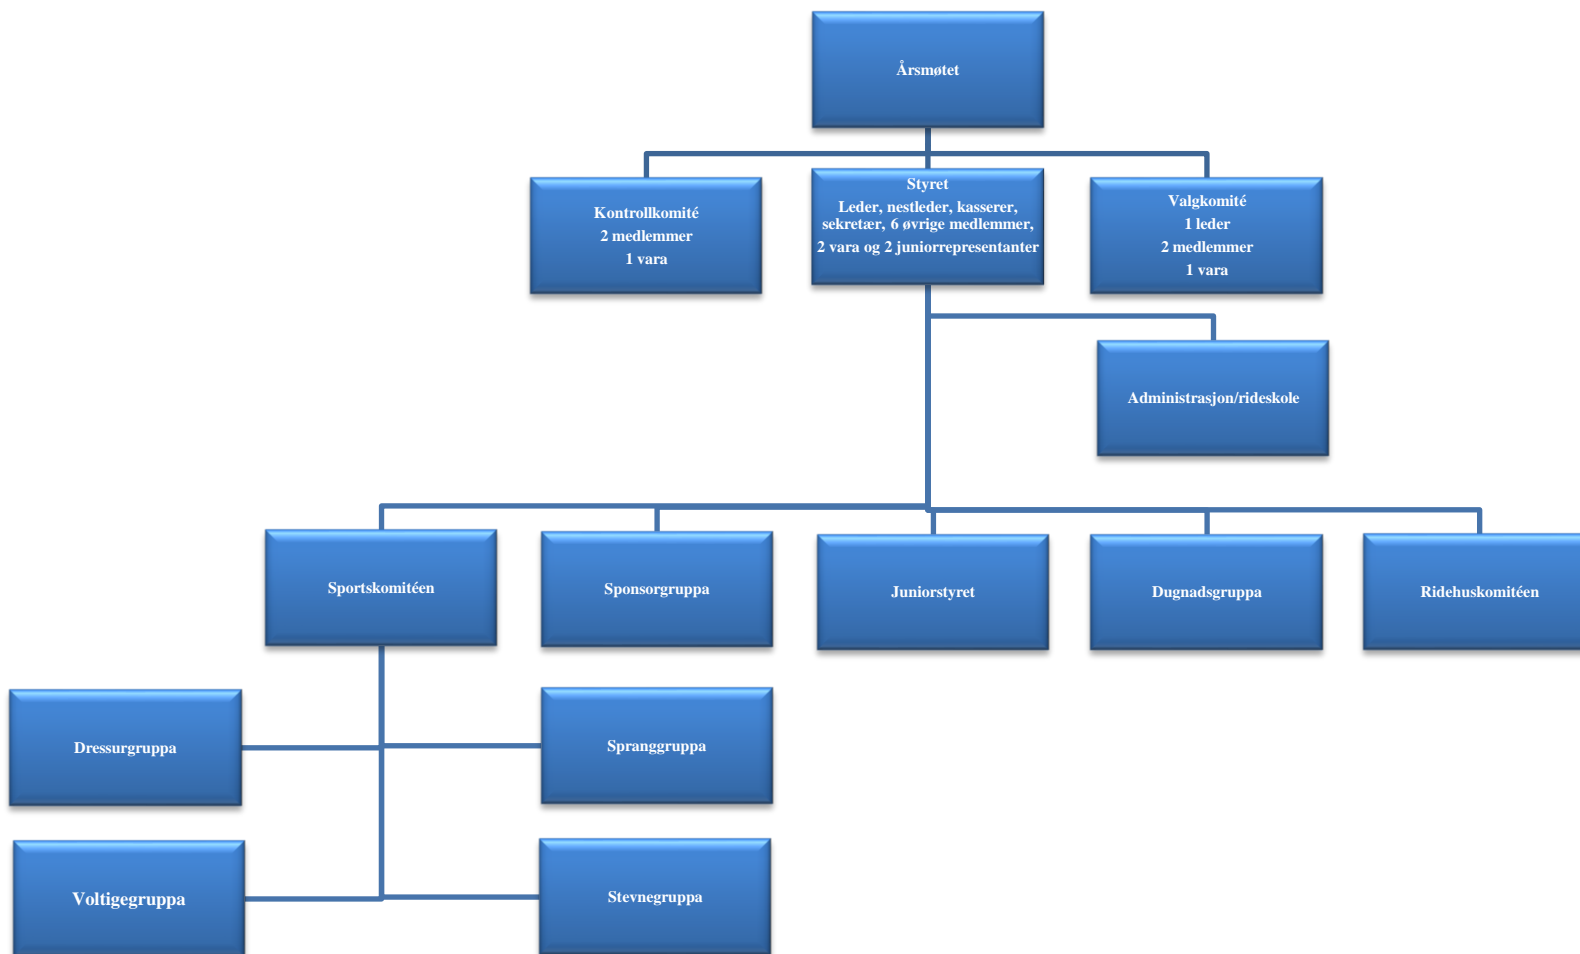 Årsmøtet
Kontrollkomité
2 medlemmer
1 vara
Styret
Leder, nestleder, kasserer,
sekretær, 6 øvrige medlemmer,
2 vara og 2 juniorrepresentanter
Valgkomité
1 leder
2 medlemmer
1 vara
Administrasjon/rideskole
Sportskomitéen
Sponsorgruppa
Juniorstyret
Dugnadsgruppa
Ridehuskomitéen
Dressurgruppa
Spranggruppa
Voltigegruppa
Stevnegruppa